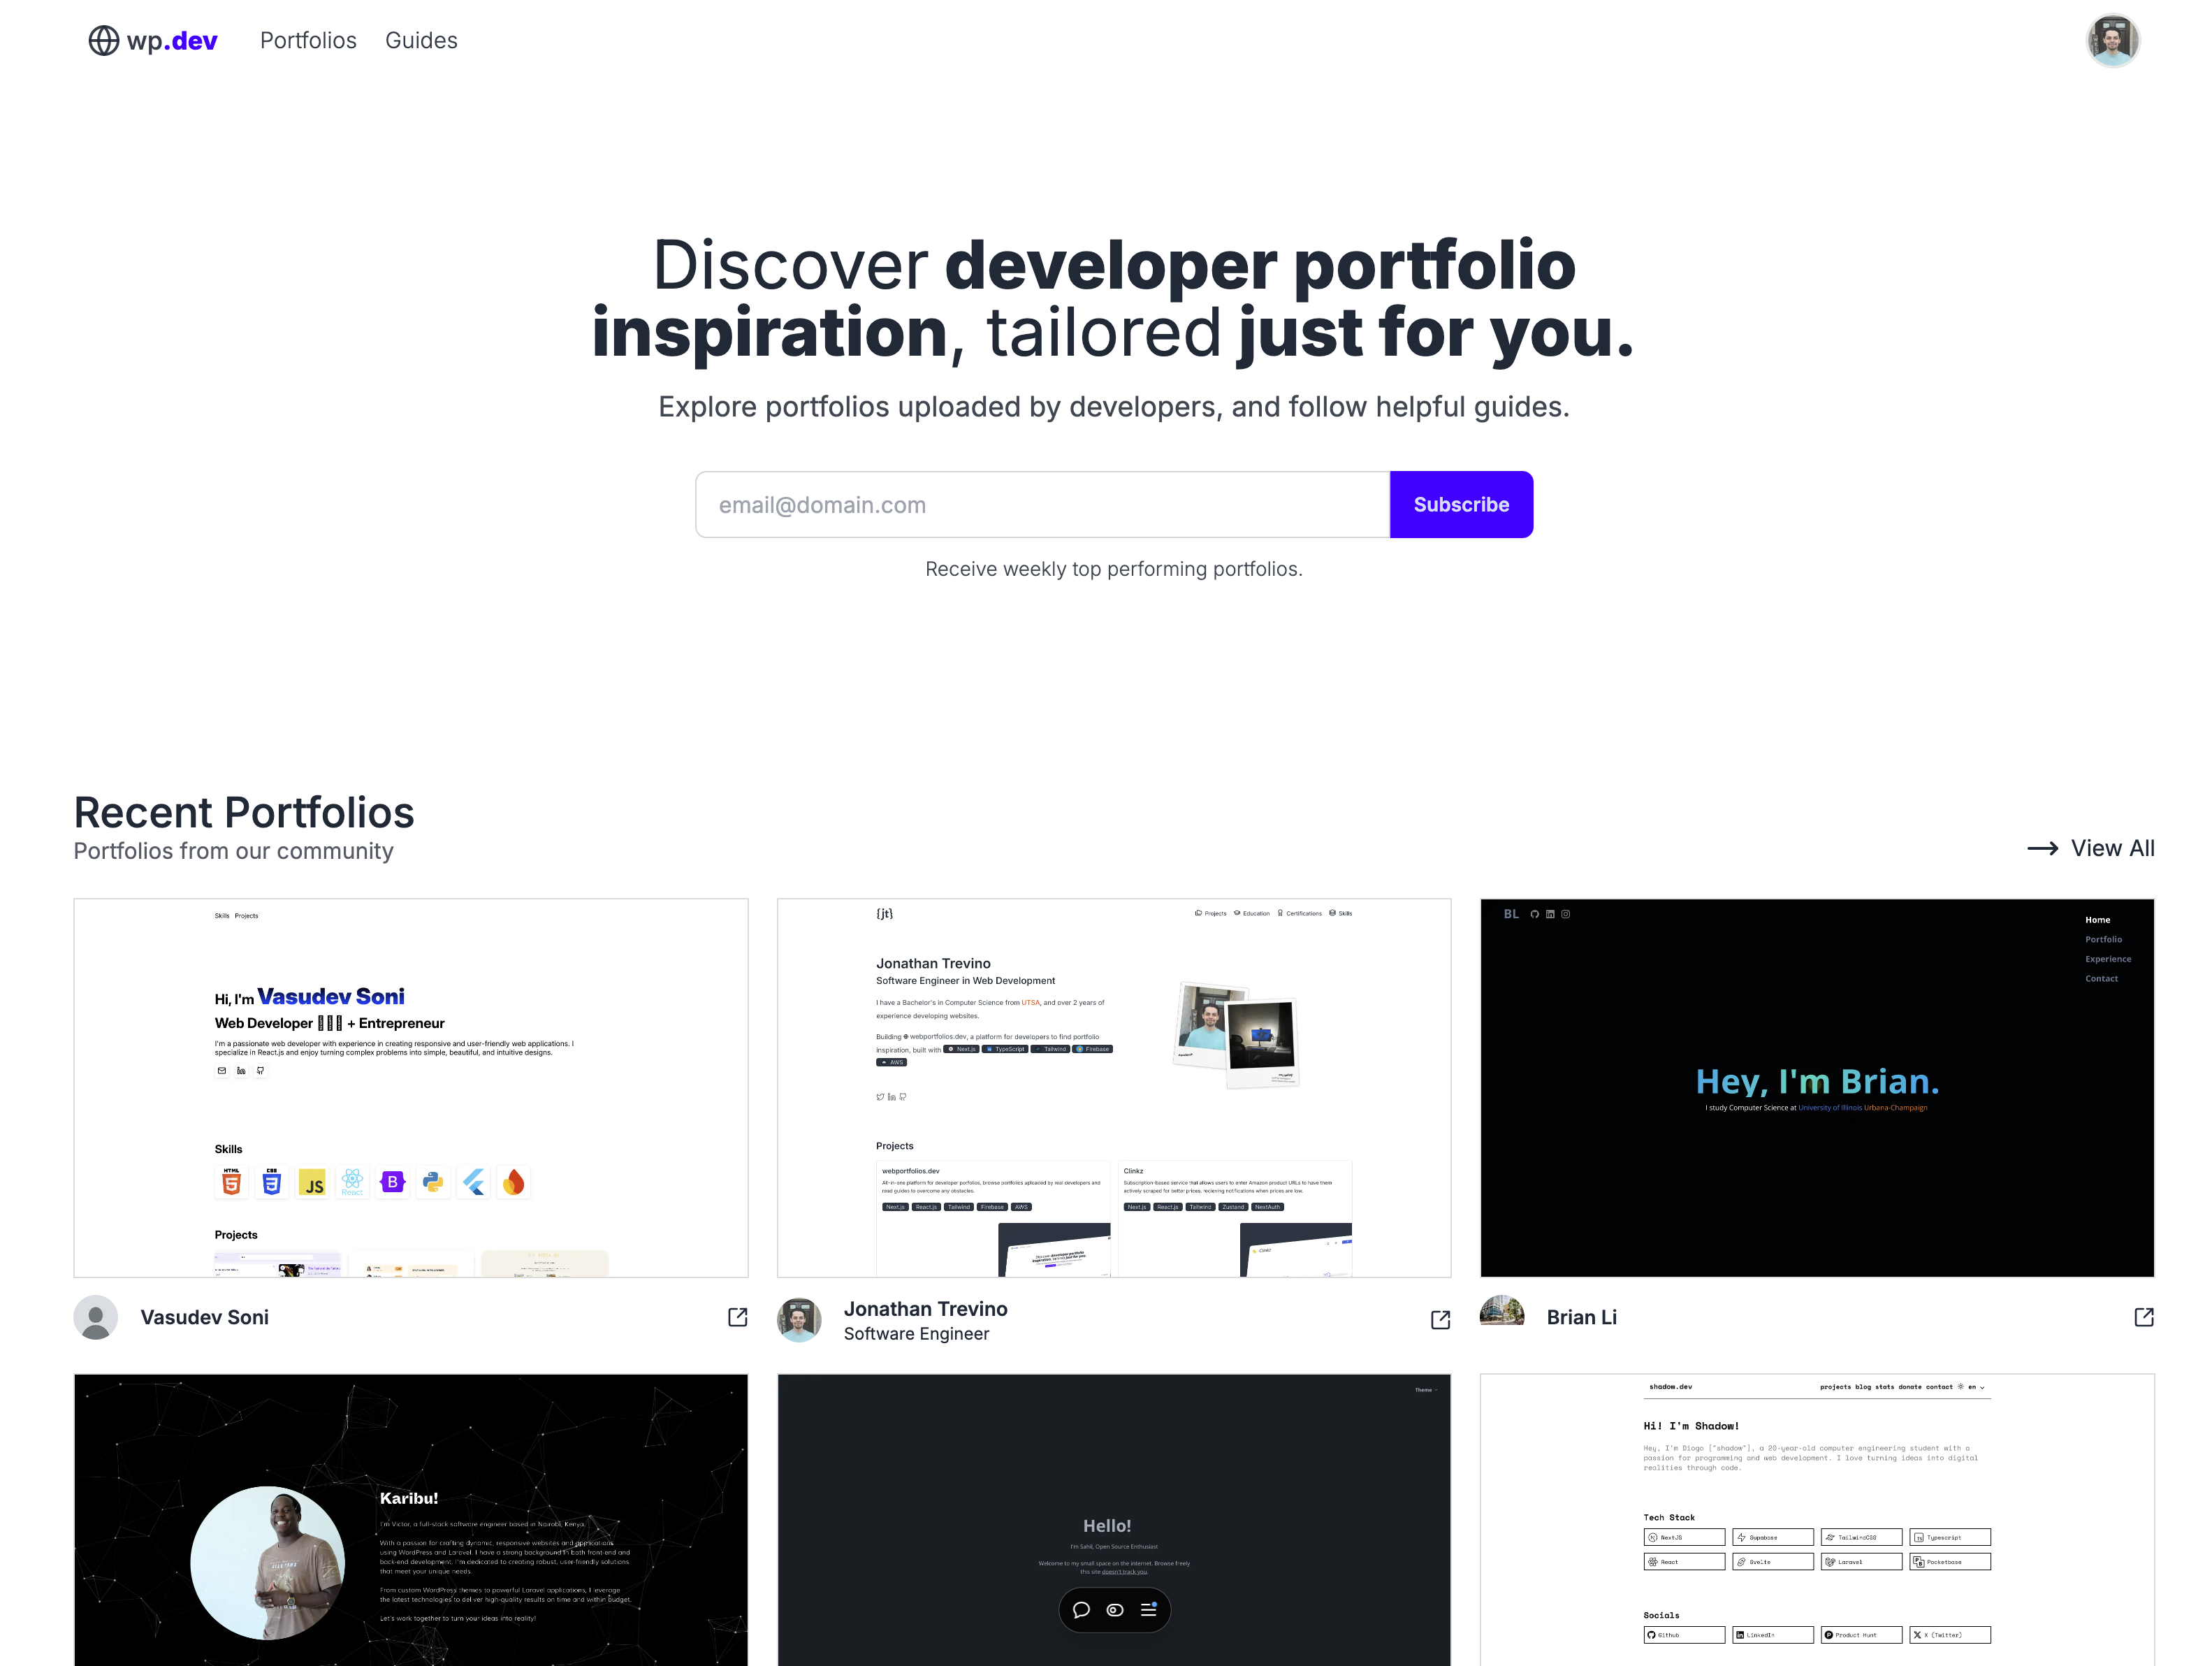 wp.dev Portfolios Guides
Discover developer portfolio
inspiration, tailored just for you.
Explore portfolios uploaded by developers, and follow helpful guides.
email@domain.com Subscribe
Receive weekly top performing portfolios.
Recent Portfolios
Portfolios from our community
View All
Skills Projects
Hi, I'm Vasudev Soni
Web Developer + Entrepreneur
I'm a passionate web developer with experience in creating responsive and user-friendly web applications. I
specialize in React.js and enjoy turning complex problems into simple, beautiful, and intuitive designs.
Skills
HTML 5 CSS 3 JS React B
Projects
{jt} Projects Education Certifications Skills
Jonathan Trevino
Software Engineer in Web Development
I have a Bachelor's in Computer Science from UTSA, and over 2 years of
experience developing websites.
Building webportfolios.dev, a platform for developers to find portfolio
inspiration, built with Next.js TypeScript Tailwind Firebase
AWS
Projects
webportfolios.dev
All-in-one platform for developer porfolios, browse portfolios uploaded by real developers and
read guides to overcome any obstacles.
Next.js React.js Tailwind Firebase AWS
Clinkz
Subscription-based service that allows users to enter Amazon product URLs to have them
actively scraped for better prices, recieving notifications when prices are low.
Next.js React.js Tailwind Zustand NextAuth
BL
Home
Portfolio
Experience
Contact
Hey, I'm Brian.
I study Computer Science at University of Illinois Urbana-Champaign
Vasudev Soni
Jonathan Trevino
Software Engineer
Brian Li
Karibu!
I'm Victor, a full-stack software engineer based in Nairobi, Kenya.
With a passion for crafting dynamic, responsive websites and applications
using WordPress and Laravel, I have a strong background in both front-end and
back-end development. I'm dedicated to creating robust, user-friendly solutions
that meet your unique needs.
From custom WordPress themes to powerful Laravel applications, I leverage
the latest technologies to deliver high-quality results on time and within budget.
Let's work together to turn your ideas into reality!
Theme
Hello!
I'm Sahil, Open Source Enthusiast
Welcome to my small space on the internet. Browse freely
this site doesn't track you.
shadow.dev projects blog stats donate contact en
Hi! I'm Shadow!
Hey, I'm Diogo ["shadow"], a 20-year-old computer engineering student with a
passion for programming and web development. I love turning ideas into digital
realities through code.
Tech Stack
NextJS Supabase TailwindCSS Typescript
React Svelte Laravel Pocketbase
Socials
Github LinkedIn Product Hunt X (Twitter)